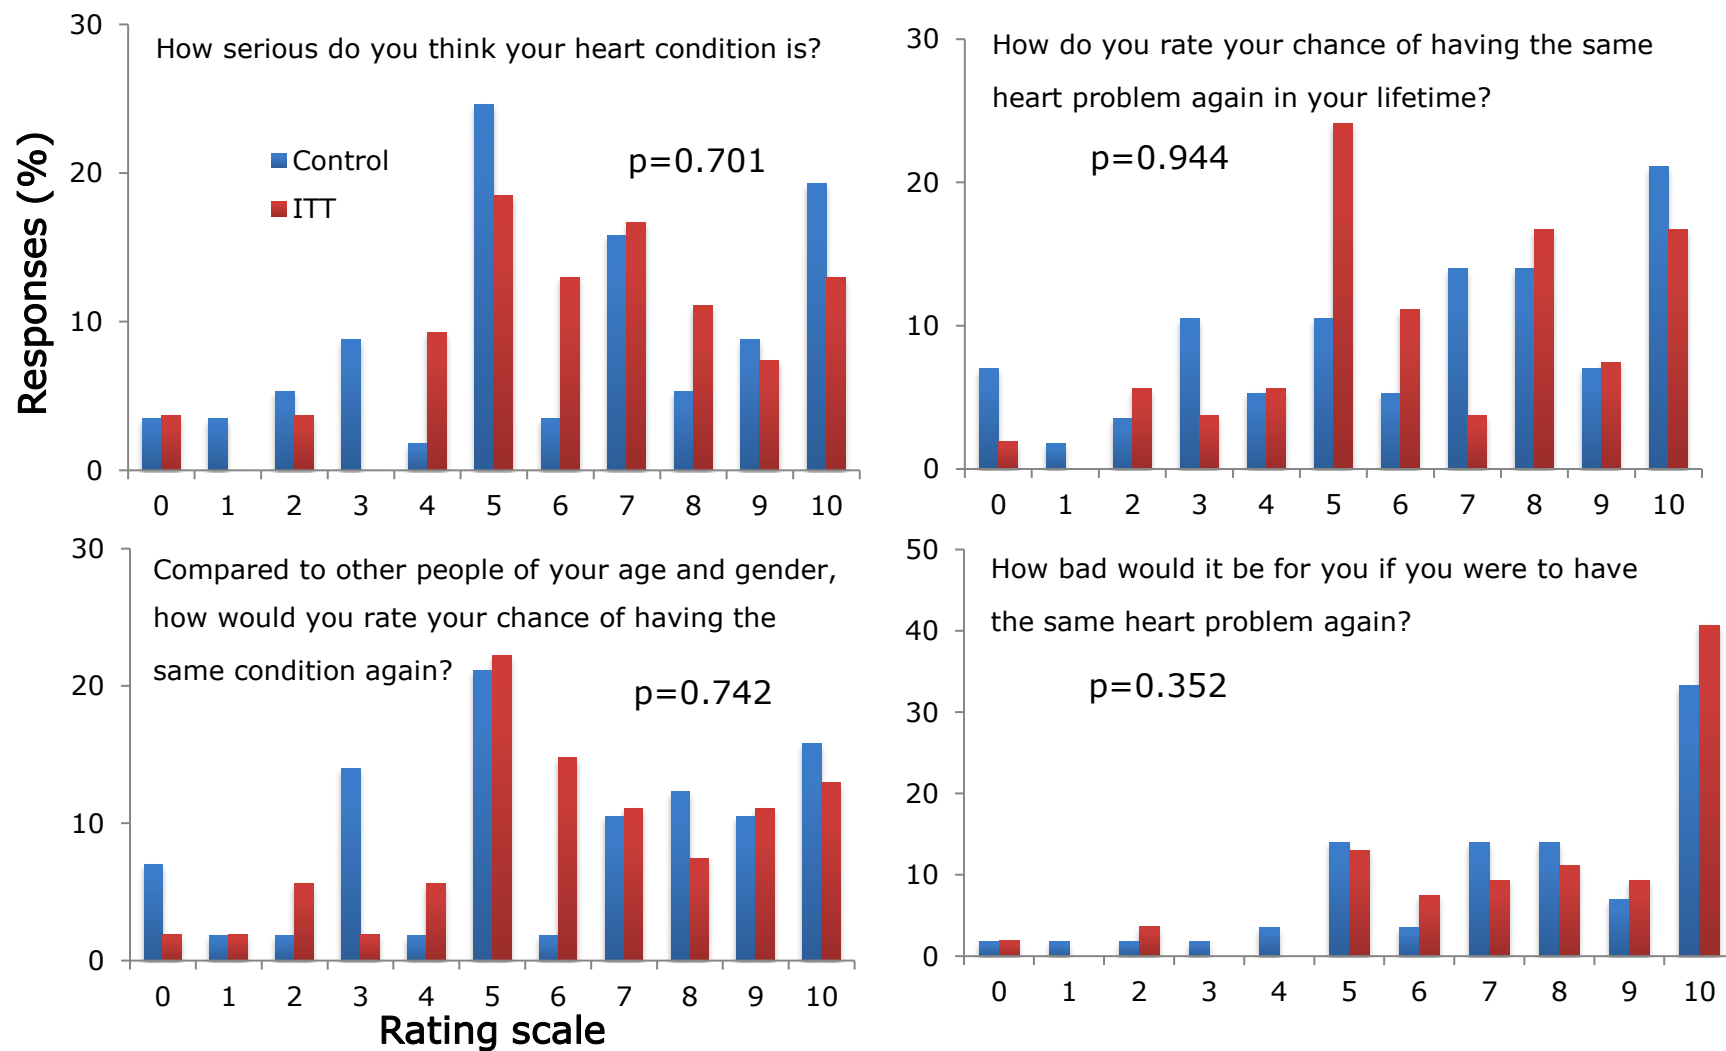 30
How serious do you think your heart condition is?
Control
p=0.701
20
ITT
Responses (%)
10
0
0 1 2 3 4 5 6 7 8 9 10
30
How do you rate your chance of having the same
heart problem again in your lifetime?
p=0.944
20
10
0
0 1 2 3 4 5 6 7 8 9 10
30
Compared to other people of your age and gender,
how would you rate your chance of having the
same condition again?
20
p=0.742
10
0
0 1 2 3 4 5 6 7 8 9 10
Rating scale
50
How bad would it be for you if you were to have
the same heart problem again?
40
p=0.352
30
20
10
0
0 1 2 3 4 5 6 7 8 9 10